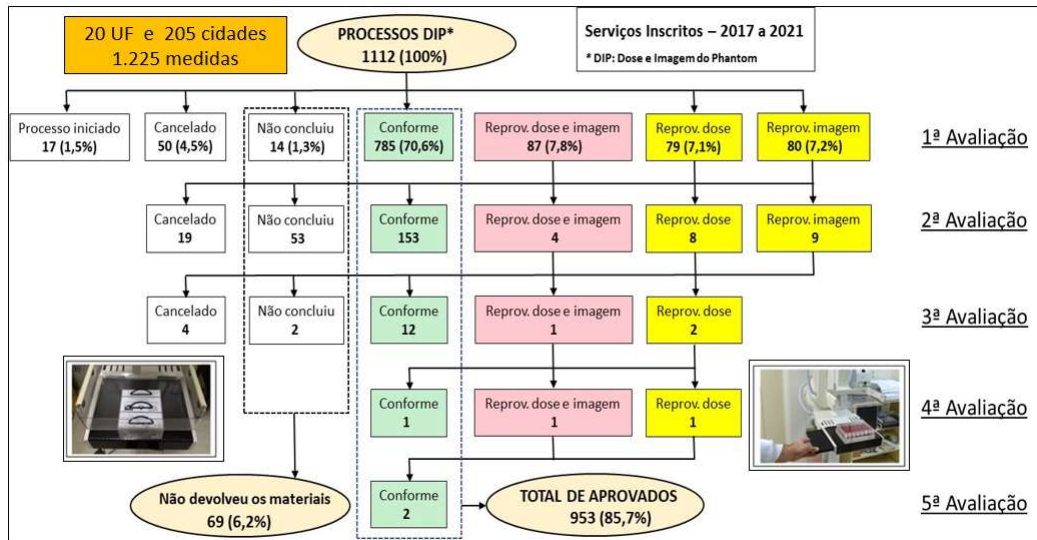 20 UF e 205 cidades
1.225 medidas
PROCESSOS DIP*
1112 (100%)
Serviços Inscritos – 2017 a 2021
* DIP: Dose e Imagem do Phantom
Processo iniciado
17 (1,5%)
Cancelado
50 (4,5%)
Não concluiu
14 (1,3%)
Conforme
785 (70,6%)
Reprov. dose e imagem
87 (7,8%)
Reprov. dose
79 (7,1%)
Reprov. imagem
80 (7,2%)
1ª Avaliação
Cancelado
19
Não concluiu
53
Conforme
153
Reprov. dose e imagem
4
Reprov. dose
8
Reprov. imagem
9
2ª Avaliação
Cancelado
4
Não concluiu
2
Conforme
12
Reprov. dose e imagem
1
Reprov. dose
2
3ª Avaliação
Conforme
1
Reprov. dose e imagem
1
Reprov. dose
1
4ª Avaliação
Não devolveu os materiais
69 (6,2%)
Conforme
2
TOTAL DE APROVADOS
953 (85,7%)
5ª Avaliação